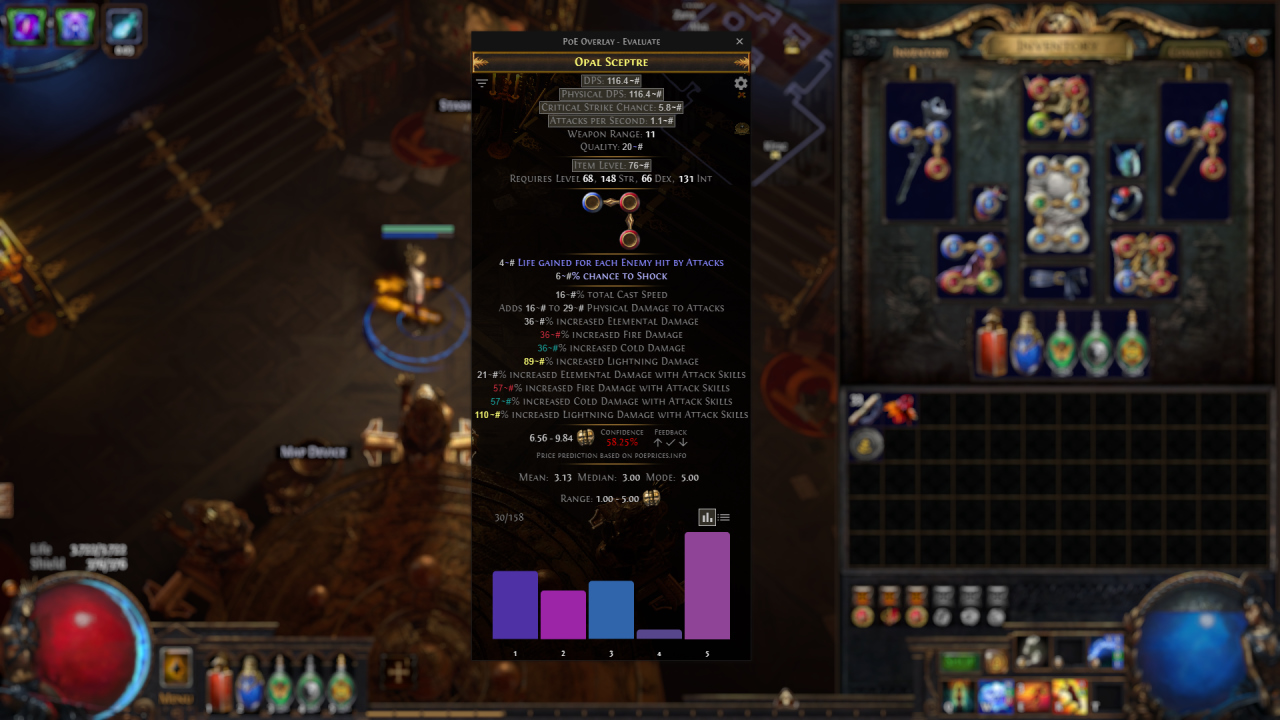 PoE Overlay - Evaluate
Opal Sceptre
DPS: 116.4-#
Physical DPS: 116.4-#
Critical Strike Chance: 5.8-#
Attacks per Second: 1.1-#
Weapon Range: 11
Quality: 20-#
Item Level: 76-#
Requires Level 68, 148 Str, 66 Dex, 131 Int
4-# Life gained for each Enemy hit by Attacks
6-#% chance to Shock
16-#% total Cast Speed
Adds 16-# to 29-# Physical Damage to Attacks
36-#% increased Elemental Damage
36-#% increased Fire Damage
36-#% increased Cold Damage
89-#% increased Lightning Damage
21-#% increased Elemental Damage with Attack Skills
57-#% increased Fire Damage with Attack Skills
57-#% increased Cold Damage with Attack Skills
110-#% increased Lightning Damage with Attack Skills
6.56 - 9.84 Confidence Feedback
58.25%
Price prediction based on poeprices.info
Mean: 3.13 Median: 3.00 Mode: 5.00
Range: 1.00 - 5.00
30/158
1 2 3 4 5
Inventory
Map Device
Life
Shield
Menu